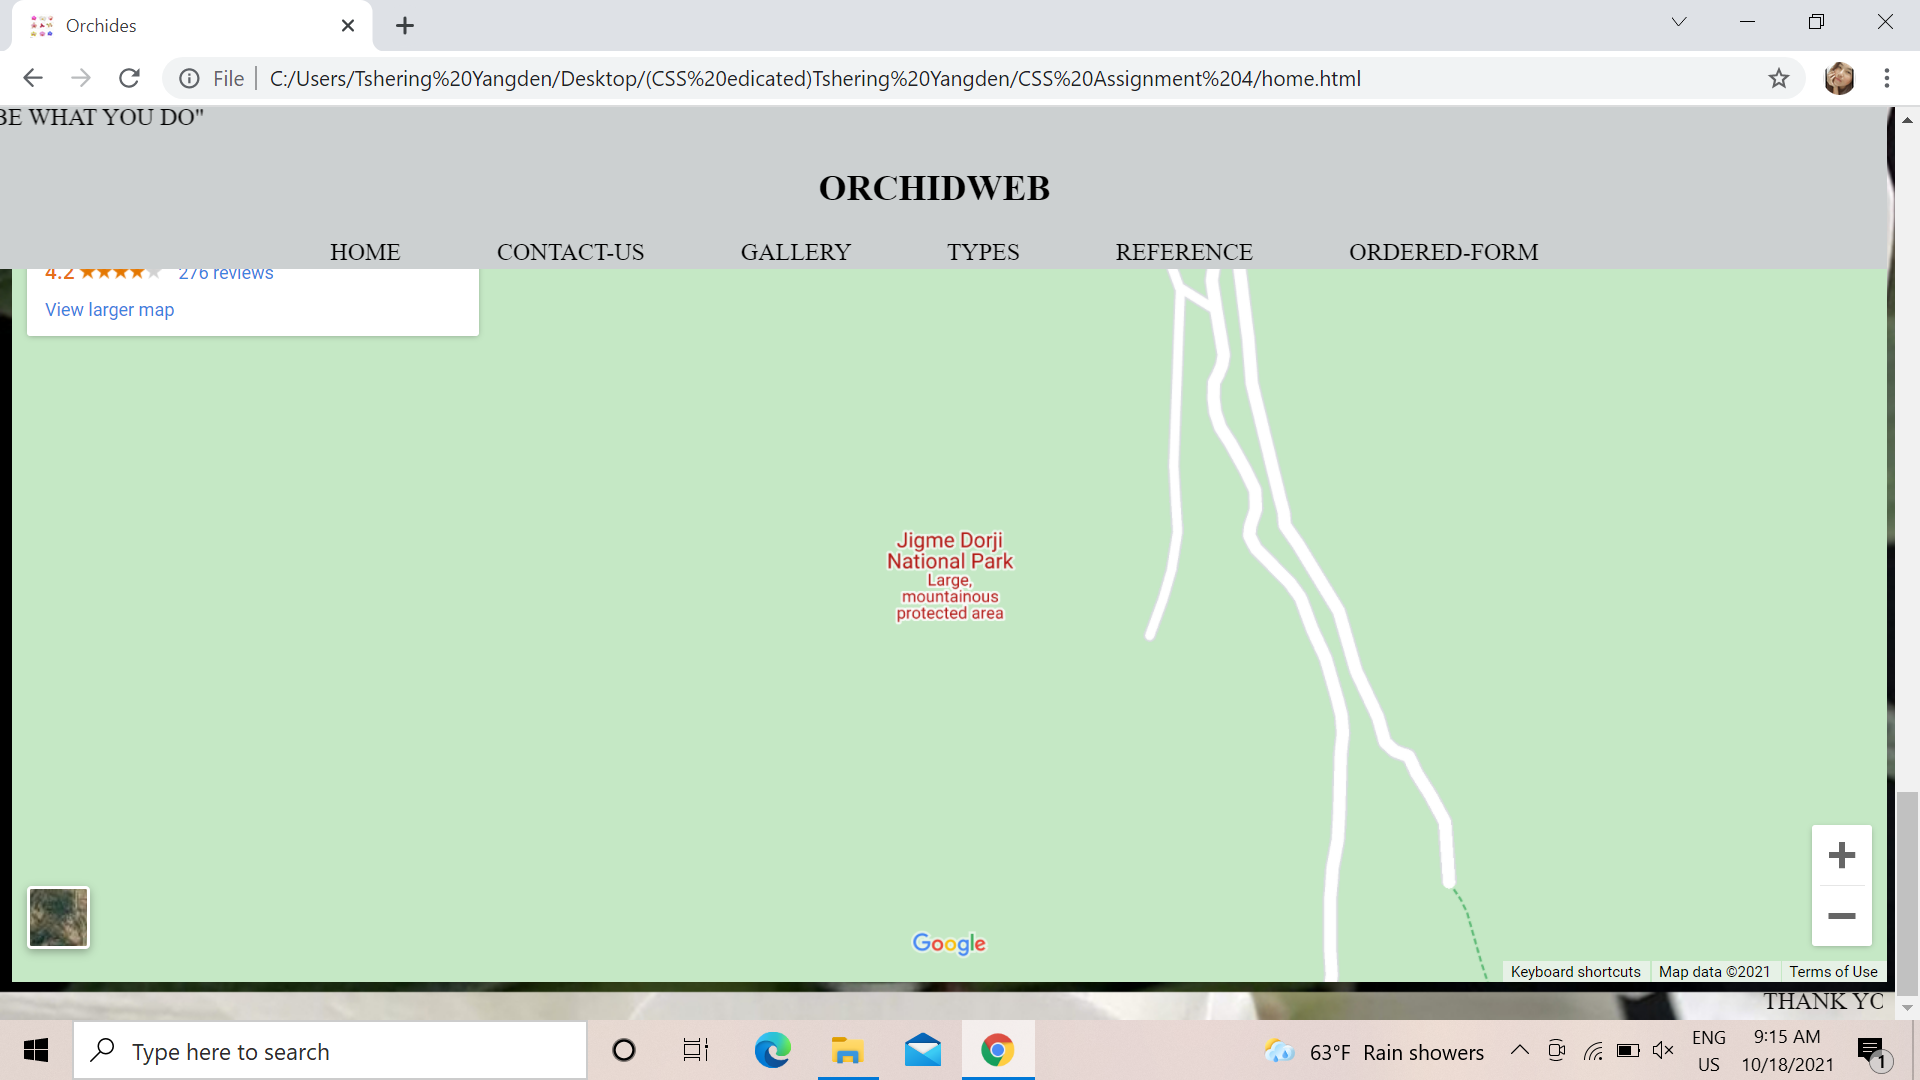 Orchides
File
C:/Users/Tshering%20Yangden/Desktop/(CSS%20edicated)Tshering%20Yangden/CSS%20Assignment%204/home.html
BE WHAT YOU DO"
ORCHIDWEB
HOME CONTACT-US GALLERY TYPES REFERENCE ORDERED-FORM
4.2 276 reviews
View larger map
Jigme Dorji
National Park
Large,
mountainous
protected area
Google
Keyboard shortcuts Map data ©2021 Terms of Use
THANK YO
Type here to search
63°F Rain showers
ENG
US
9:15 AM
10/18/2021
1